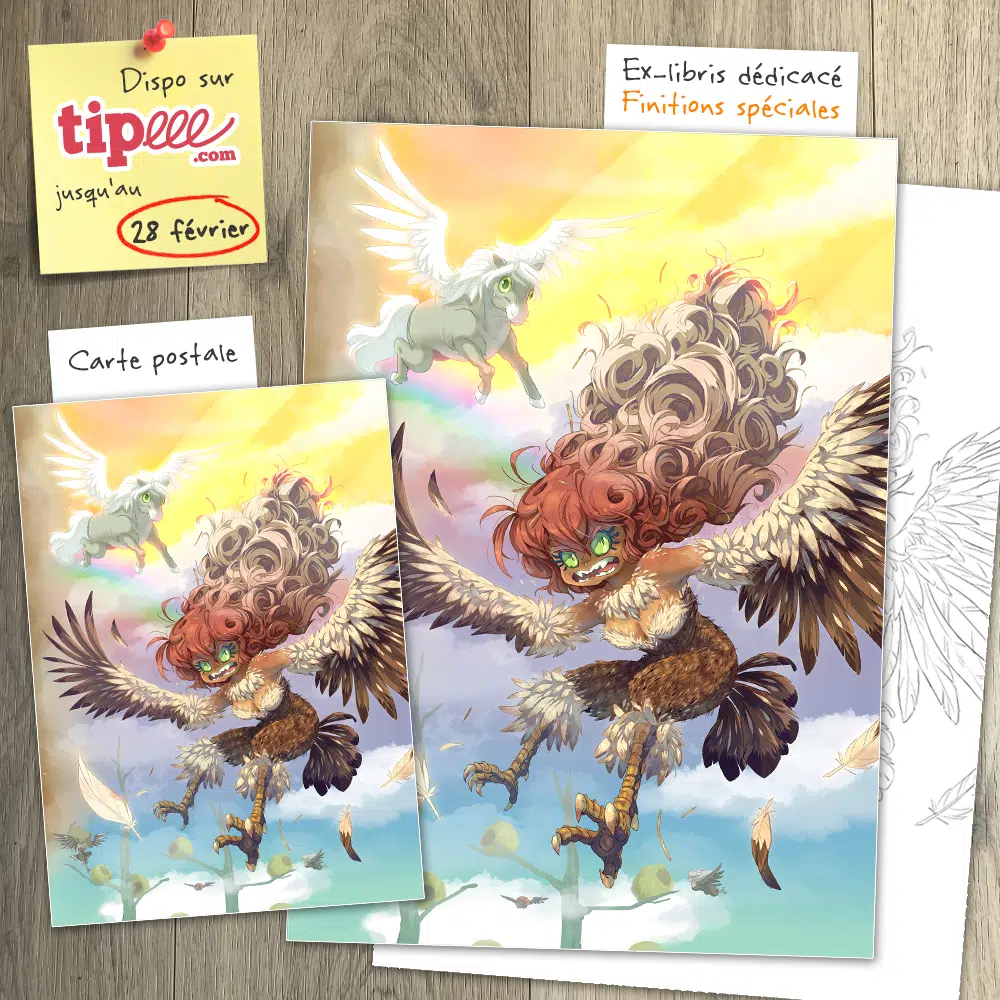 Dispo sur
tipeee
.com
jusqu'au
28 février
Ex-libris dédicacé
Finitions spéciales
Carte postale